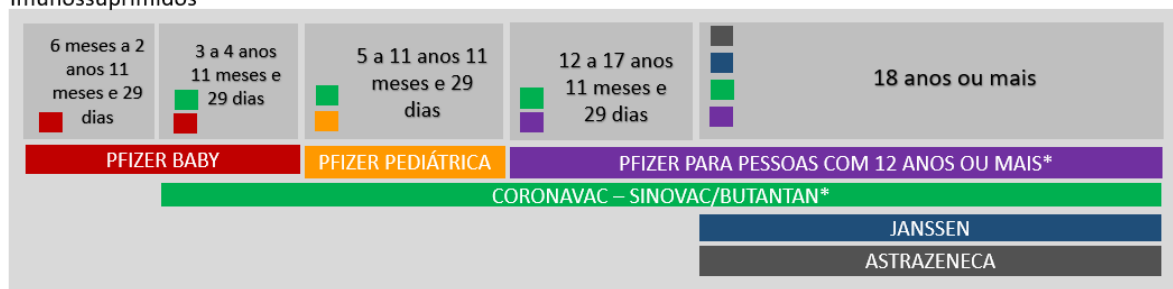 Imunossuprimidos
6 meses a 2
anos 11
meses e 29
dias
3 a 4 anos
11 meses e
29 dias
5 a 11 anos 11
meses e 29
dias
12 a 17 anos
11 meses e
29 dias
18 anos ou mais
PFIZER BABY
PFIZER PEDIÁTRICA
PFIZER PARA PESSOAS COM 12 ANOS OU MAIS*
CORONAVAC – SINOVAC/BUTANTAN*
JANSSEN
ASTRAZENECA